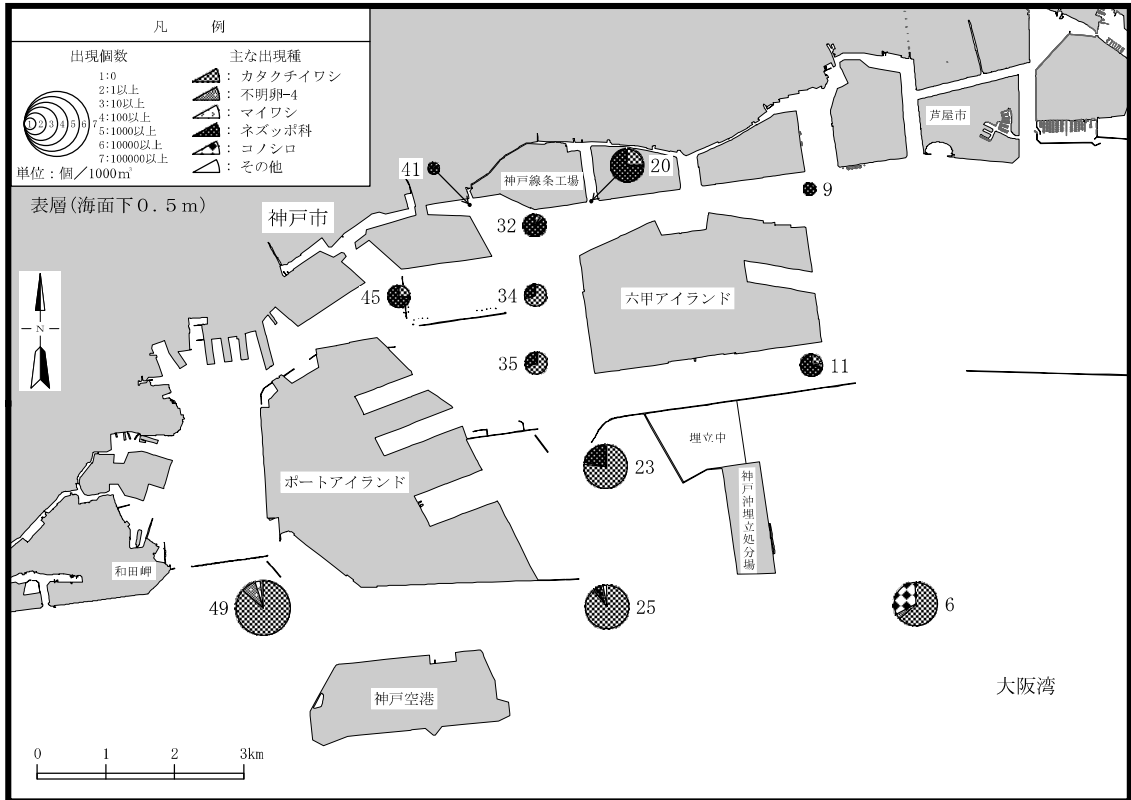 凡 例
出現個数
1:0
2:1以上
3:10以上
4:100以上
5:1000以上
6:10000以上
7:100000以上
1 2 3 4 5 6 7
単位：個／1000㎥
主な出現種
： カタクチイワシ
： 不明卵-4
： マイワシ
： ネズッポ科
： コノシロ
： その他
表層(海面下０.５ｍ)
芦屋市
41
神戸線条工場
20
9
神戸市
32
45
34
六甲アイランド
N
35
11
埋立中
23
ポートアイランド
神戸沖埋立処分場
和田岬
49
25
6
神戸空港
大阪湾
0 1 2 3km